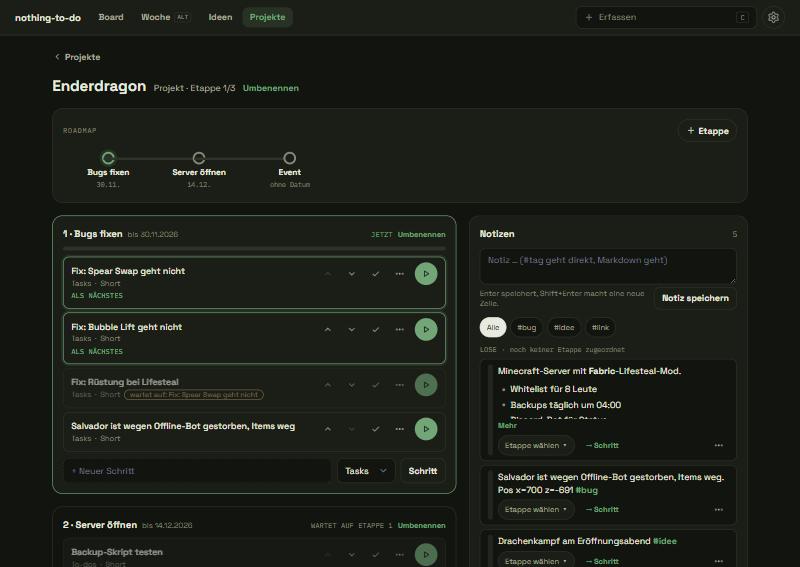 nothing-to-do Board Woche ALT Ideen Projekte + Erfassen C
Projekte
Enderdragon Projekt · Etappe 1/3 Umbenennen
ROADMAP + Etappe
Bugs fixen Server öffnen Event
30.11. 14.12. ohne Datum
1 · Bugs fixen bis 30.11.2026 JETZT Umbenennen
Fix: Spear Swap geht nicht
Tasks · Short
ALS NÄCHSTES
Fix: Bubble Lift geht nicht
Tasks · Short
ALS NÄCHSTES
Fix: Rüstung bei Lifesteal
Tasks · Short wartet auf: Fix: Spear Swap geht nicht
Salvador ist wegen Offline-Bot gestorben, Items weg
Tasks · Short
+ Neuer Schritt Tasks Schritt
2 · Server öffnen bis 14.12.2026 WARTET AUF ETAPPE 1 Umbenennen
Backup-Skript testen
To-dos · Short
Notizen 5
Notiz … (#tag geht direkt, Markdown geht)
Enter speichert, Shift+Enter macht eine neue
Zeile.
Notiz speichern
Alle #bug #idee #link
LOSE · noch keiner Etappe zugeordnet
Minecraft-Server mit Fabric-Lifesteal-Mod.
• Whitelist für 8 Leute
• Backups täglich um 04:00
Mehr
Etappe wählen → Schritt
Salvador ist wegen Offline-Bot gestorben, Items weg.
Pos x=700 z=-691 #bug
Etappe wählen → Schritt
Drachenkampf am Eröffnungsabend #idee
Etappe wählen → Schritt